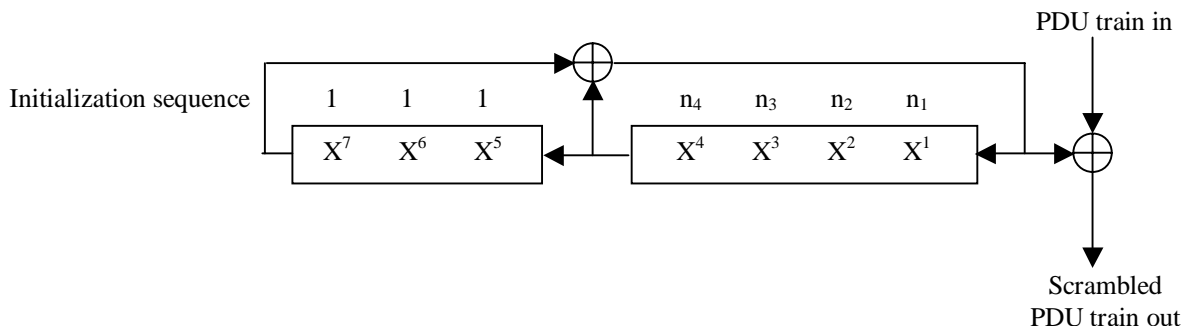 PDU train in
Initialization sequence 1 1 1 n₄ n₃ n₂ n₁
X⁷ X⁶ X⁵ X⁴ X³ X² X¹
Scrambled
PDU train out